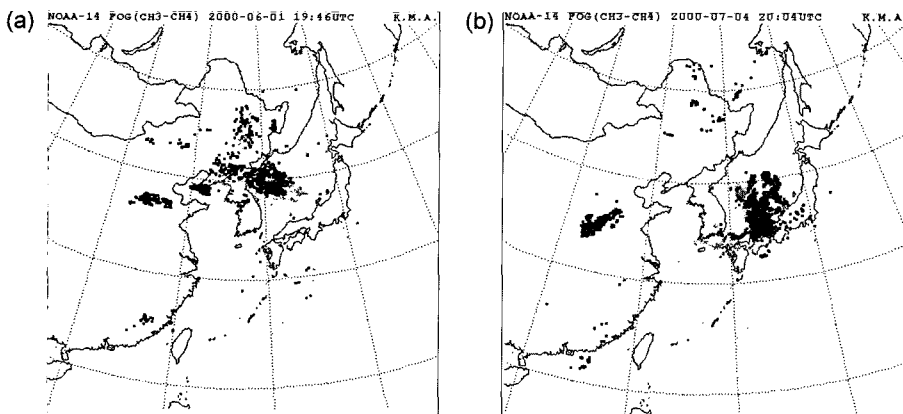 (a)
NOAA-14 FOG(CH3-CH4) 2000-06-01 19:46UTC K.M.A.
(b)
NOAA-14 FOG(CH3-CH4) 2000-07-04 20:04UTC K.M.A.